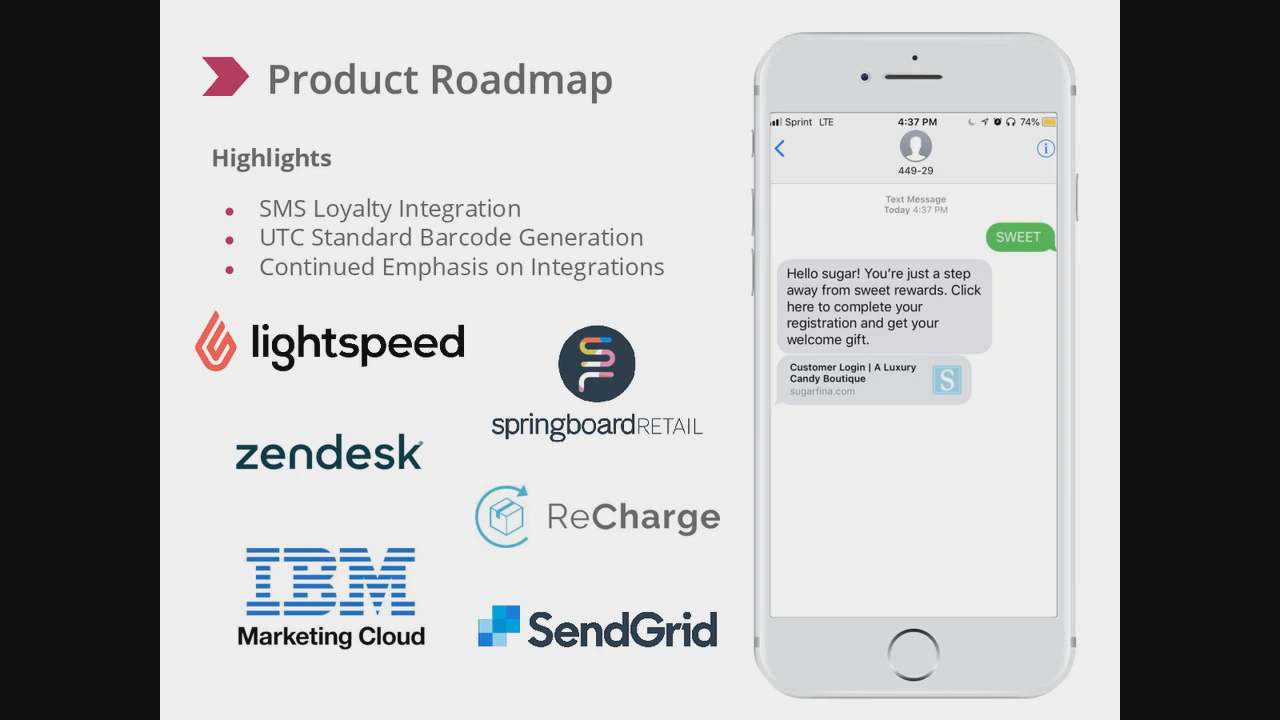 Product Roadmap
Highlights
• SMS Loyalty Integration
• UTC Standard Barcode Generation
• Continued Emphasis on Integrations
lightspeed
springboardRETAIL
zendesk
ReCharge
IBM
Marketing Cloud
SendGrid
Sprint LTE 4:37 PM 74%
449-29
Text Message
Today 4:37 PM
SWEET
Hello sugar! You're just a step
away from sweet rewards. Click
here to complete your
registration and get your
welcome gift.
Customer Login | A Luxury
Candy Boutique
sugarfina.com
S